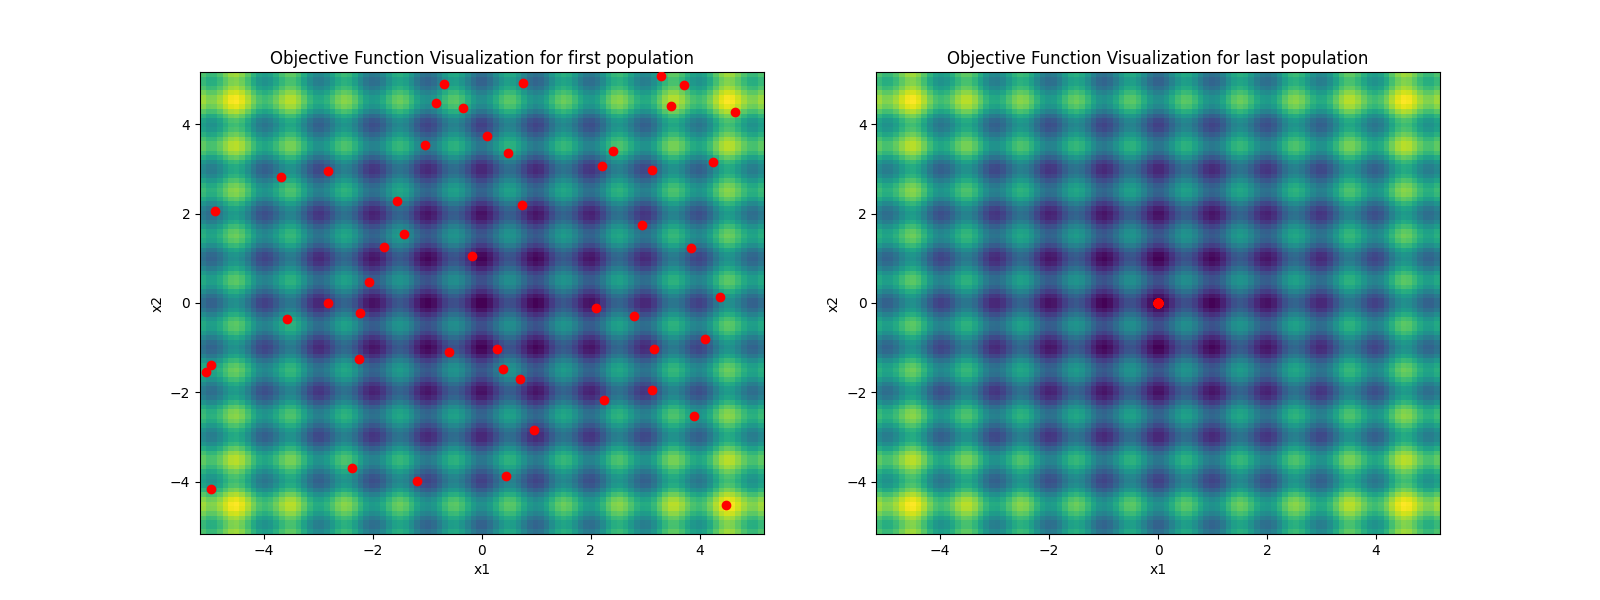 Objective Function Visualization for first population
4
2
0
−2
−4
x2
−4 −2 0 2 4
x1
Objective Function Visualization for last population
4
2
0
−2
−4
x2
−4 −2 0 2 4
x1